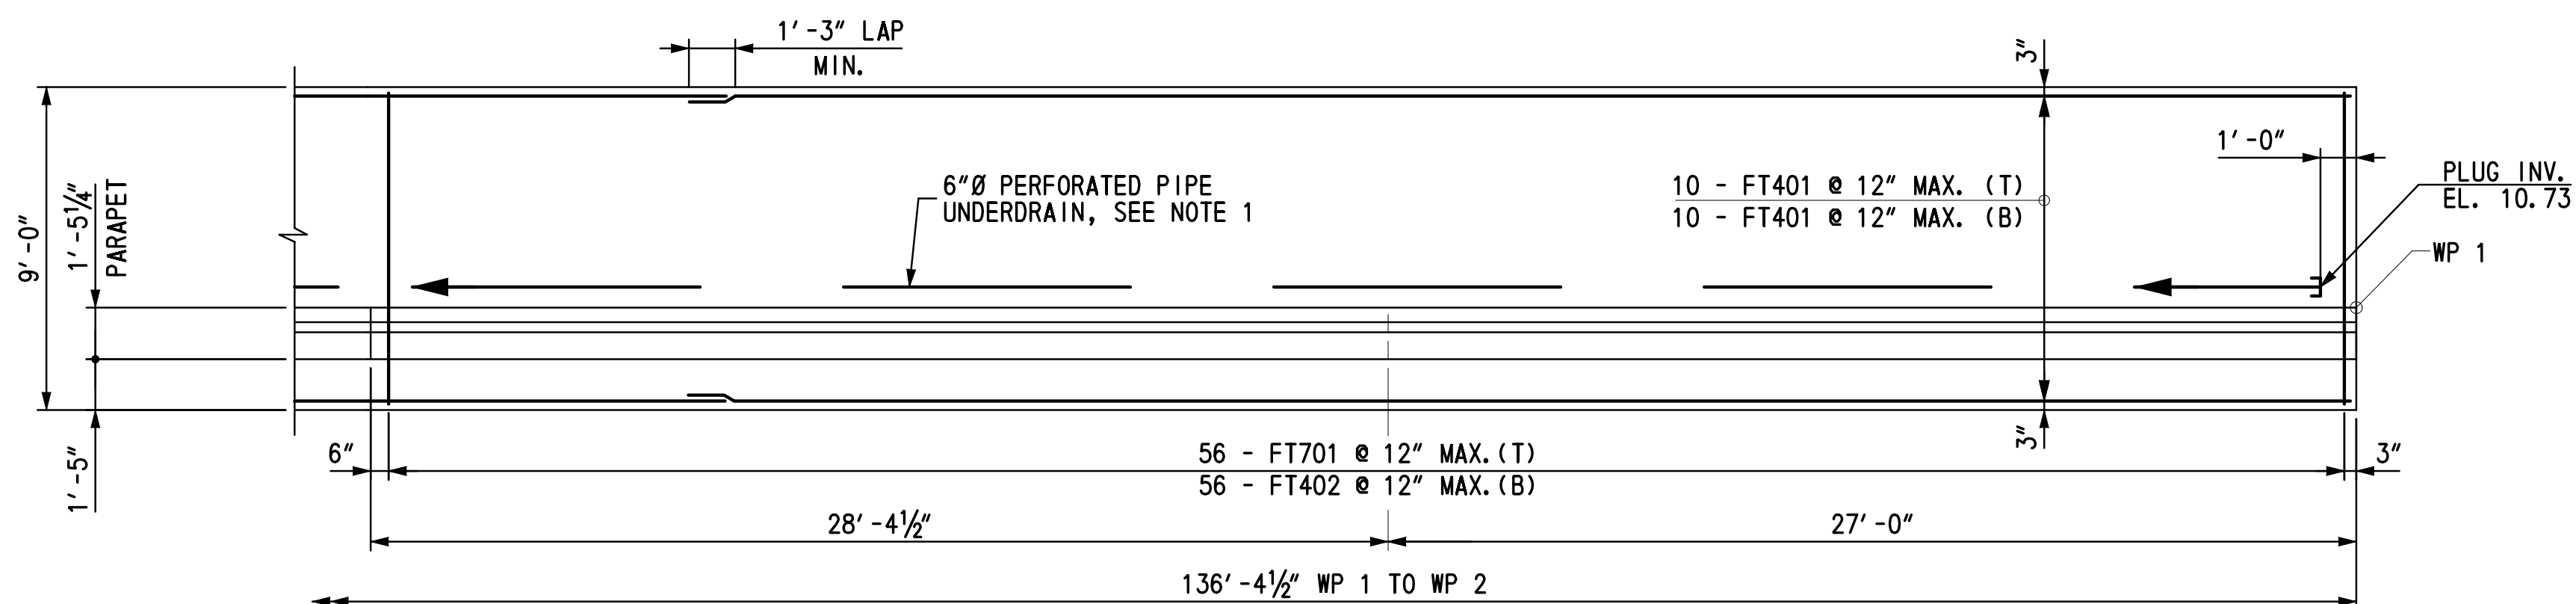 1'-3" LAP
MIN.
3"
1'-0"
6"Ø PERFORATED PIPE
UNDERDRAIN, SEE NOTE 1
10 - FT401 @ 12" MAX. (T)
10 - FT401 @ 12" MAX. (B)
PLUG INV.
EL. 10.73
WP 1
9'-0"
1'-5¼"
PARAPET
1'-5"
6"
56 - FT701 @ 12" MAX.(T)
56 - FT402 @ 12" MAX.(B)
3"
3"
28'-4½"
27'-0"
136'-4½" WP 1 TO WP 2